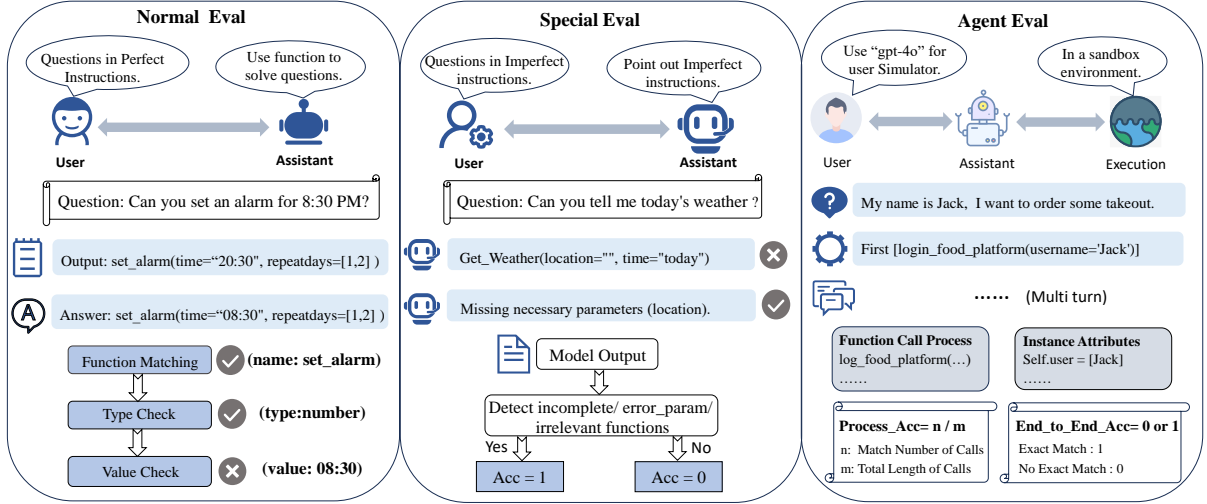 Normal Eval
Questions in Perfect
Instructions.
Use function to
solve questions.
User
Assistant
Question: Can you set an alarm for 8:30 PM?
Output: set_alarm(time=“20:30", repeatdays=[1,2] )
A
Answer: set_alarm(time=“08:30", repeatdays=[1,2] )
Function Matching
(name: set_alarm)
Type Check
(type:number)
Value Check
(value: 08:30)
Special Eval
Questions in Imperfect
instructions.
Point out Imperfect
instructions.
User
Assistant
Question: Can you tell me today's weather ?
Get_Weather(location="", time="today")
Missing necessary parameters (location).
Model Output
Detect incomplete/ error_param/
irrelevant functions
Yes
No
Acc = 1
Acc = 0
Agent Eval
Use “gpt-4o” for
user Simulator.
In a sandbox
environment.
User
Assistant
Execution
?
My name is Jack, I want to order some takeout.
First [login_food_platform(username='Jack')]
...... (Multi turn)
Function Call Process
log_food_platform(…)
......
Instance Attributes
Self.user = [Jack]
......
Process_Acc= n / m
n: Match Number of Calls
m: Total Length of Calls
End_to_End_Acc= 0 or 1
Exact Match : 1
No Exact Match : 0